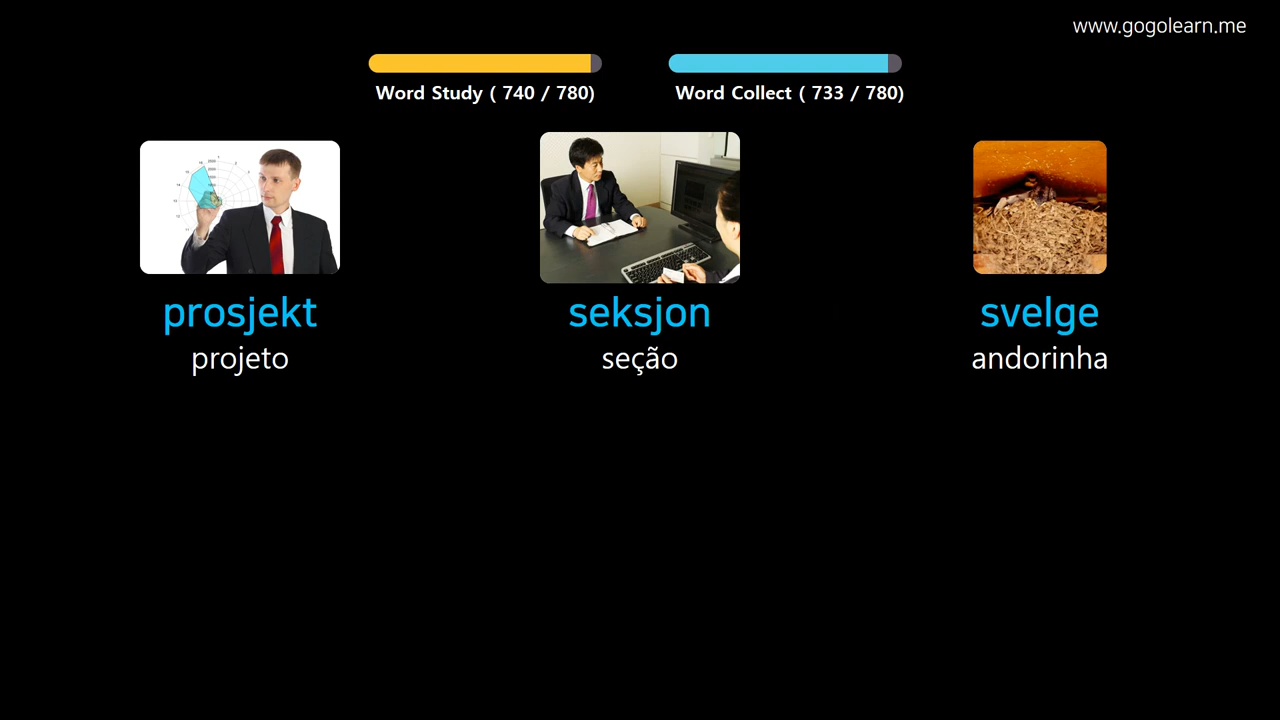 www.gogolearn.me
Word Study ( 740 / 780)
Word Collect ( 733 / 780)
prosjekt
projeto
seksjon
seção
svelge
andorinha